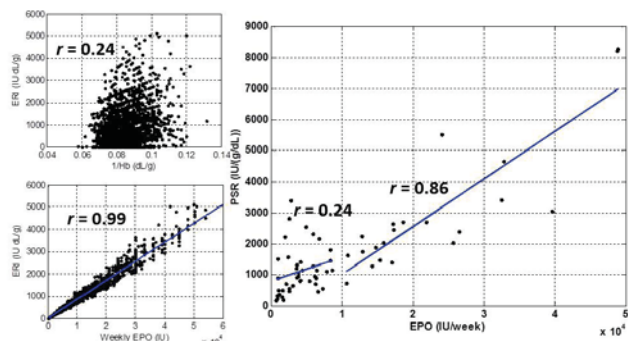 6000
5000
4000
3000
2000
1000
0
ERI (IU dL/g)
r = 0.24
0.04 0.06 0.08 0.1 0.12 0.14
1/Hb (dL/g)
6000
5000
4000
3000
2000
1000
0
ERI (IU dL/g)
r = 0.99
0 1 2 3 4 5 6
Weekly EPO (IU)
x 10⁴
9000
8000
7000
6000
5000
4000
3000
2000
1000
0
PSR (IU/(g/dL))
r = 0.24
r = 0.86
0 1 2 3 4 5
EPO (IU/week)
x 10⁴